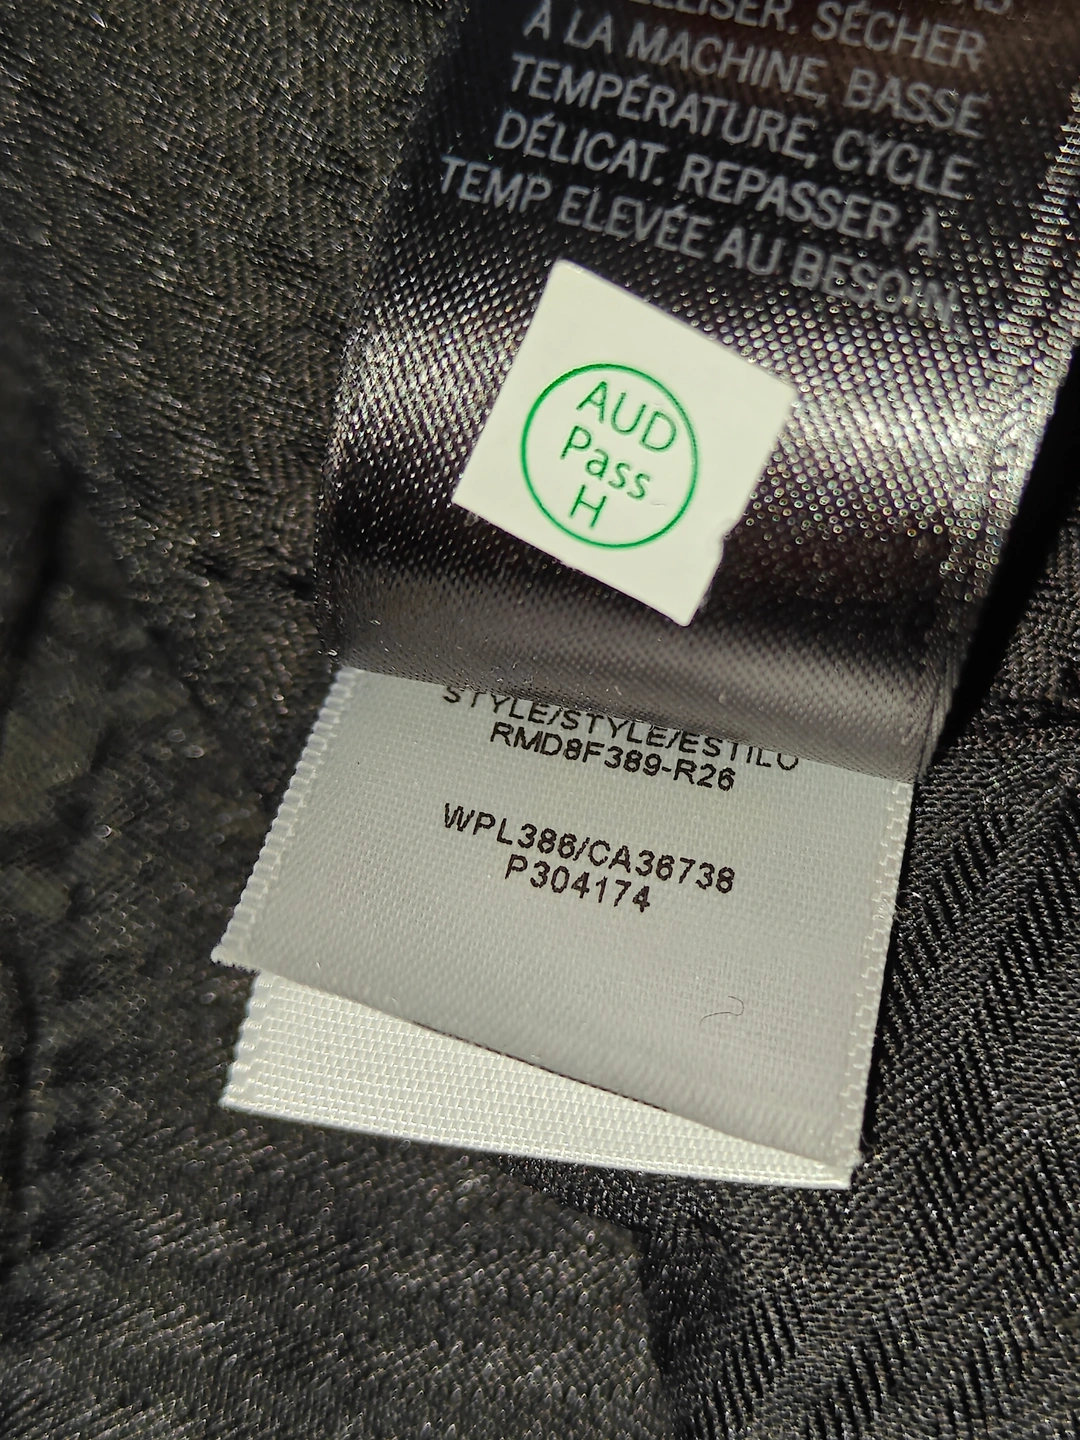 SÉCHER
À LA MACHINE, BASSE
TEMPÉRATURE, CYCLE
DÉLICAT. REPASSER À
TEMP ELEVÉE AU BESOIN.
AUD
Pass
H
STYLE/STYLE/ESTILO
RMD8F389-R26
WPL386/CA36738
P304174